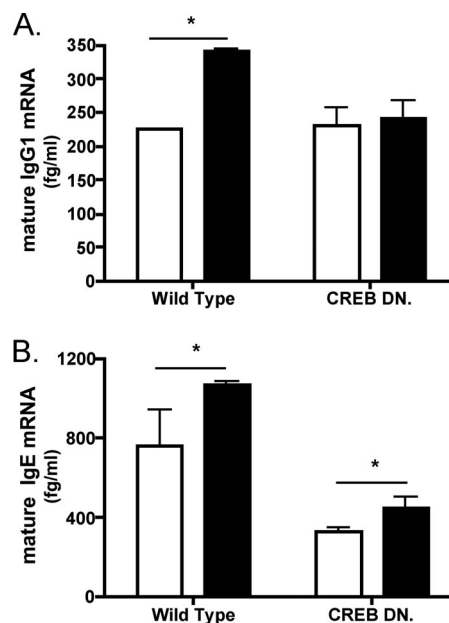 A.
*
350
300
250
200
150
100
50
0
mature IgG1 mRNA
(fg/ml)
Wild Type CREB DN.
B.
*
*
1200
800
400
0
mature IgE mRNA
(fg/ml)
Wild Type CREB DN.